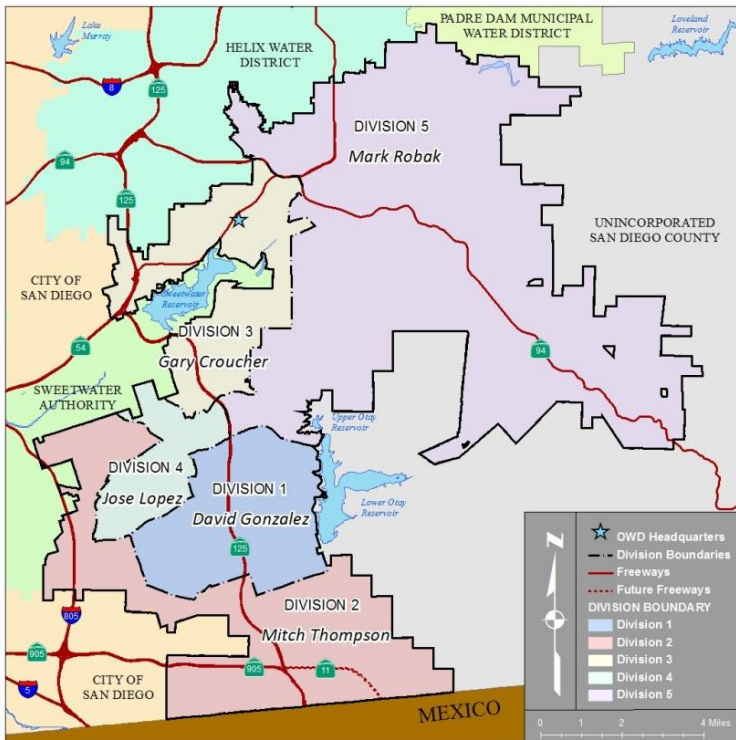 PADRE DAM MUNICIPAL
WATER DISTRICT
Loveland
Reservoir
Lake
Murray
HELIX WATER
DISTRICT
8
125
94
125
DIVISION 5
Mark Robak
UNINCORPORATED
SAN DIEGO COUNTY
CITY OF
SAN DIEGO
Sweetwater
Reservoir
DIVISION 3
Gary Croucher
54
94
SWEETWATER
AUTHORITY
Upper Otay
Reservoir
DIVISION 4
Jose Lopez
DIVISION 1
David Gonzalez
Lower Otay
Reservoir
125
DIVISION 2
Mitch Thompson
805
905
905
11
5
CITY OF
SAN DIEGO
MEXICO
N
OWD Headquarters
Division Boundaries
Freeways
Future Freeways
DIVISION BOUNDARY
Division 1
Division 2
Division 3
Division 4
Division 5
0 1 2 4 Miles